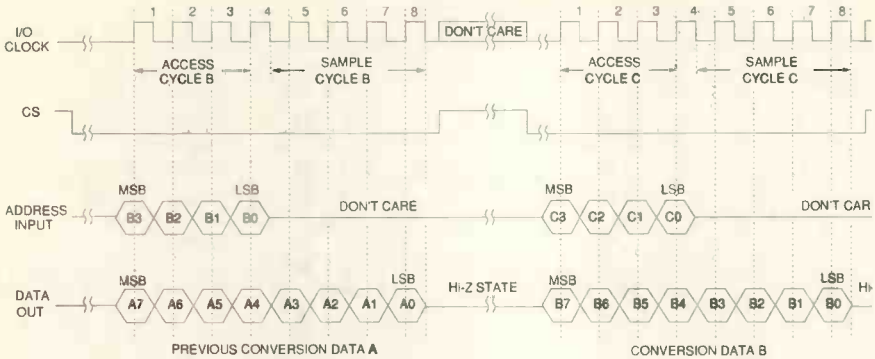 1 2 3 4 5 6 7 8 1 2 3 4 5 6 7 8
I/O CLOCK
DON'T CARE
ACCESS CYCLE B
SAMPLE CYCLE B
ACCESS CYCLE C
SAMPLE CYCLE C
CS
MSB LSB MSB LSB
ADDRESS INPUT
B3 B2 B1 B0 DON'T CARE C3 C2 C1 C0 DON'T CAR
MSB LSB HI-Z STATE MSB LSB HI-
DATA OUT
A7 A6 A5 A4 A3 A2 A1 A0 B7 B6 B5 B4 B3 B2 B1 B0
PREVIOUS CONVERSION DATA A
CONVERSION DATA B